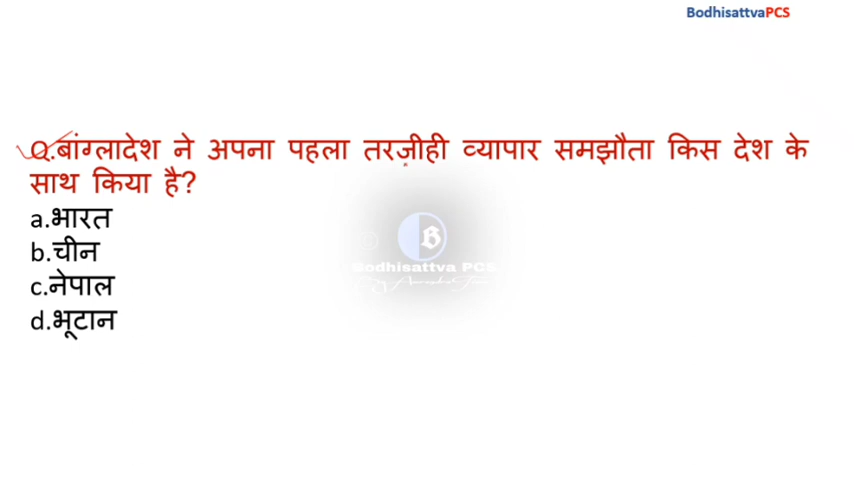 BodhisattvaPCS
Q.बांग्लादेश ने अपना पहला तरज़ीही व्यापार समझौता किस देश के
साथ किया है?
a.भारत
b.चीन
c.नेपाल
d.भूटान
Bodhisattva PCS